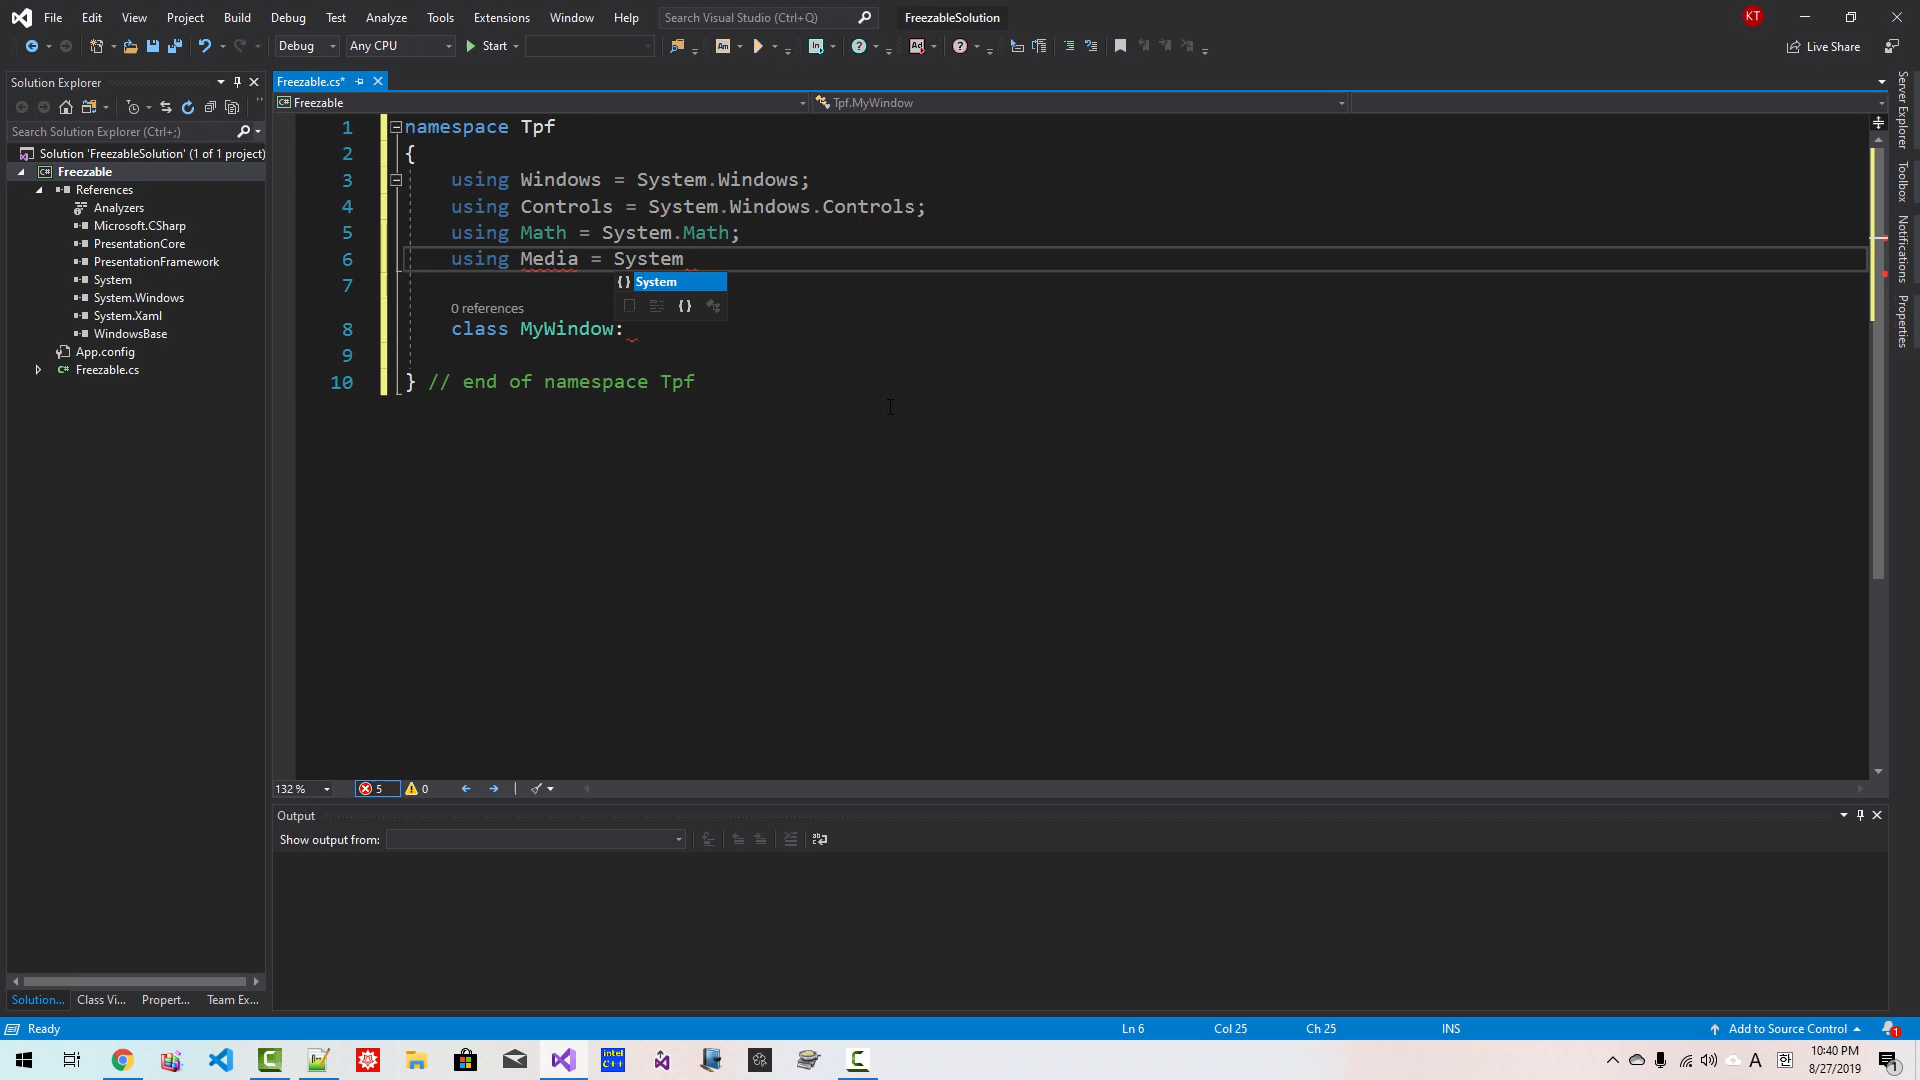 File Edit View Project Build Debug Test Analyze Tools Extensions Window Help Search Visual Studio (Ctrl+Q) FreezableSolution KT
Debug Any CPU Start Live Share
Solution Explorer
Freezable.cs*
Freezable Tpf.MyWindow
Search Solution Explorer (Ctrl+;)
Solution 'FreezableSolution' (1 of 1 project)
Freezable
References
Analyzers
Microsoft.CSharp
PresentationCore
PresentationFramework
System
System.Windows
System.Xaml
WindowsBase
App.config
Freezable.cs
1 namespace Tpf
2 {
3 using Windows = System.Windows;
4 using Controls = System.Windows.Controls;
5 using Math = System.Math;
6 using Media = System
{} System
7
0 references
8 class MyWindow:
9
10 } // end of namespace Tpf
Server Explorer
Toolbox
Notifications
Properties
132 % 5 0
Output
Show output from:
Solution... Class Vi... Propert... Team Ex...
Ready Ln 6 Col 25 Ch 25 INS Add to Source Control 1
intel C++
A 한 10:40 PM
8/27/2019 1